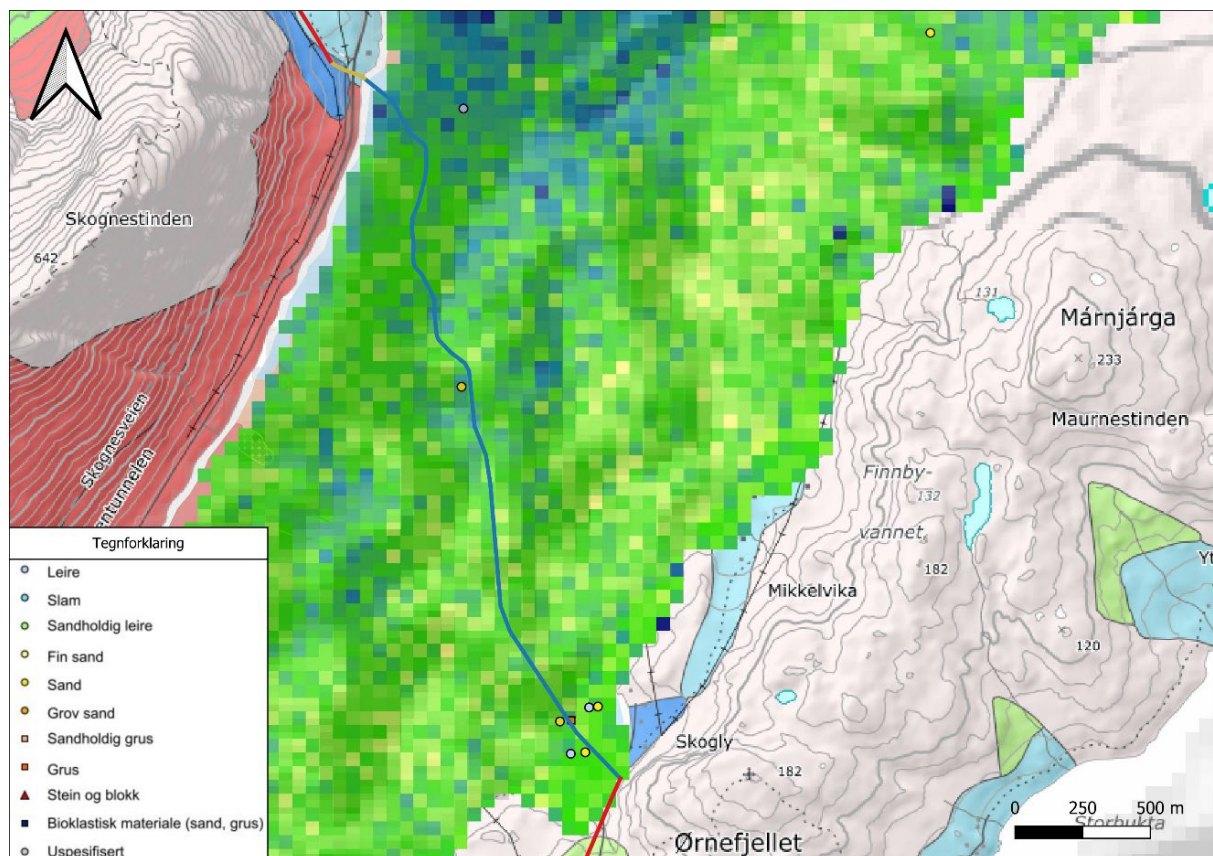 Skognestinden
642
131
Márnjárga
233
Maurnestinden
Skognesveien
entunnelen
Finnby-
132
vannet
182
Yt
Mikkelvika
120
Skogly
182
Ørnefjellet
Storbukta
0 250 500 m
Tegnforklaring
Leire
Slam
Sandholdig leire
Fin sand
Sand
Grov sand
Sandholdig grus
Grus
Stein og blokk
Bioklastisk materiale (sand, grus)
Uspesifisert